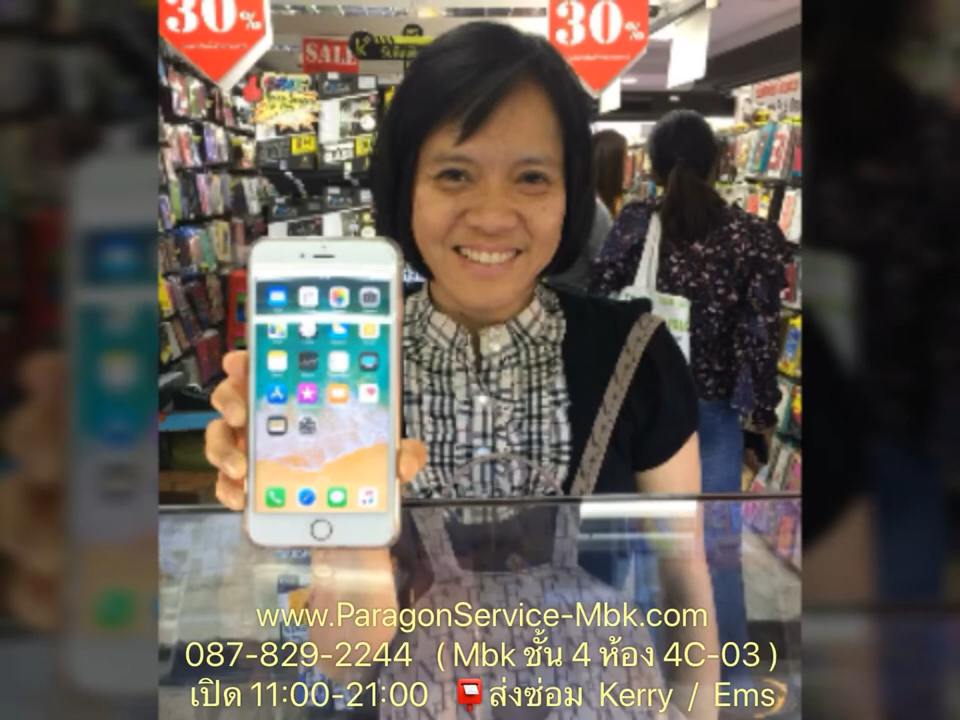 30%
30%
SALE
www.ParagonService-Mbk.com
087-829-2244 (Mbk ชั้น 4 ห้อง 4C-03)
เปิด 11:00-21:00 📮ส่งซ่อม Kerry / Ems